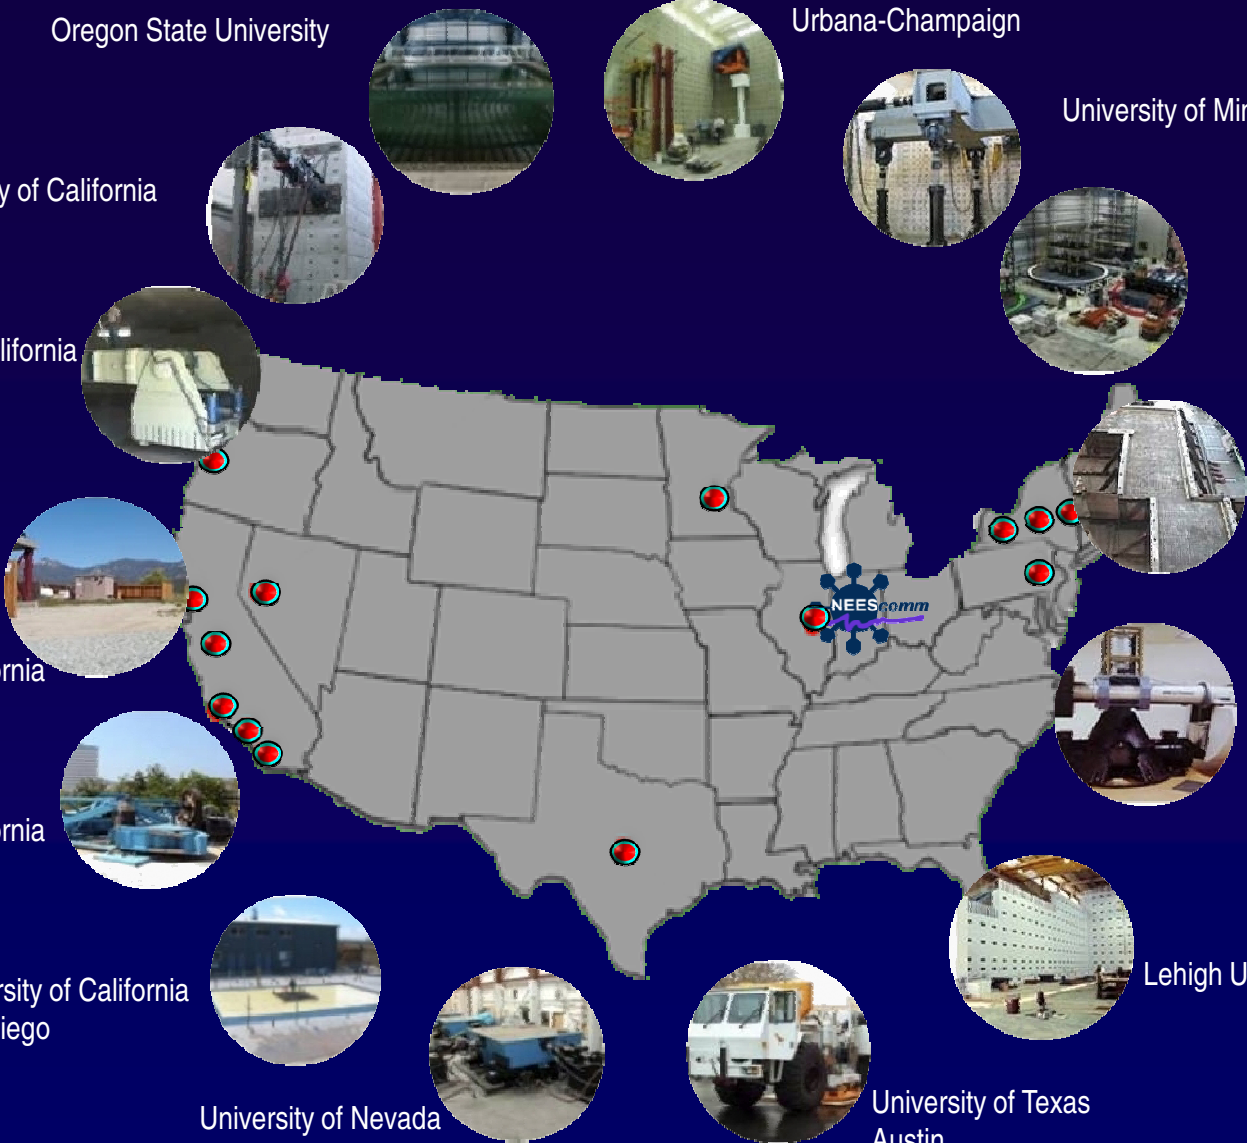 Urbana-Champaign
Oregon State University
University of Min
y of California
lifornia
NEEScomm
rnia
rnia
Lehigh U
rsity of California
iego
University of Nevada
University of Texas
Austin